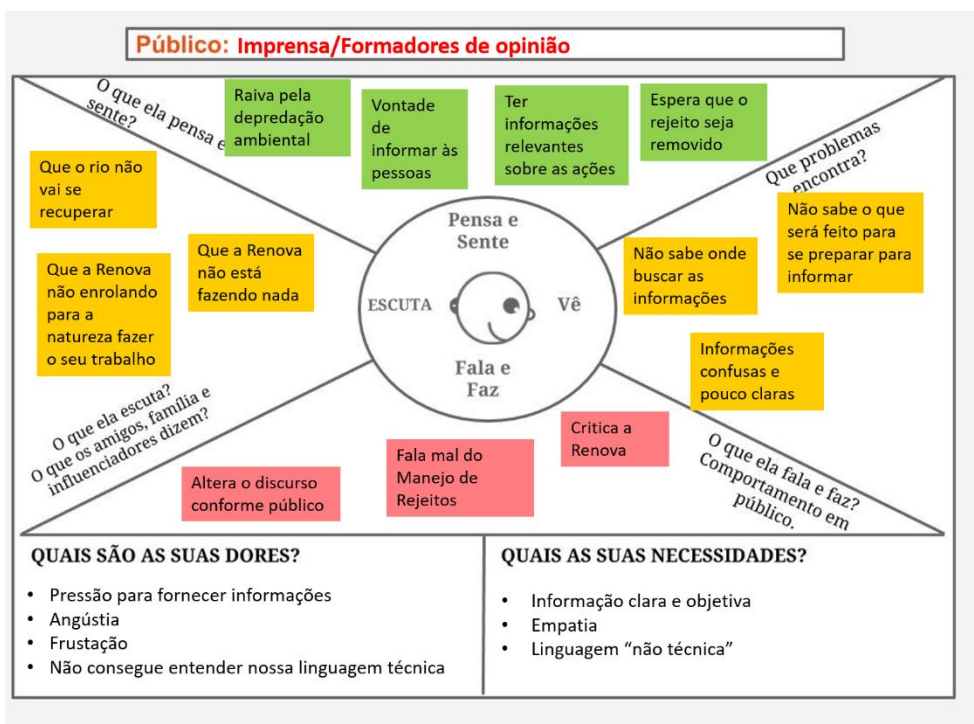 Público: Imprensa/Formadores de opinião
O que ela pensa e
sente?
Raiva pela
depredação
ambiental
Vontade
de
informar às
pessoas
Ter
informações
relevantes
sobre as ações
Espera que o
rejeito seja
removido
Que problemas
encontra?
Que o rio não
vai se
recuperar
Que a Renova
não está
fazendo nada
Que a Renova
não enrolando
para a
natureza fazer
o seu trabalho
Pensa e
Sente
ESCUTA
Vê
Fala e
Faz
Não sabe onde
buscar as
informações
Não sabe o que
será feito para
se preparar para
informar
Informações
confusas e
pouco claras
O que ela escuta?
O que os amigos, família e
influenciadores dizem?
Altera o discurso
conforme público
Fala mal do
Manejo de
Rejeitos
Critica a
Renova
O que ela fala e faz?
Comportamento em
público.
QUAIS SÃO AS SUAS DORES?
• Pressão para fornecer informações
• Angústia
• Frustação
• Não consegue entender nossa linguagem técnica
QUAIS AS SUAS NECESSIDADES?
• Informação clara e objetiva
• Empatia
• Linguagem “não técnica”